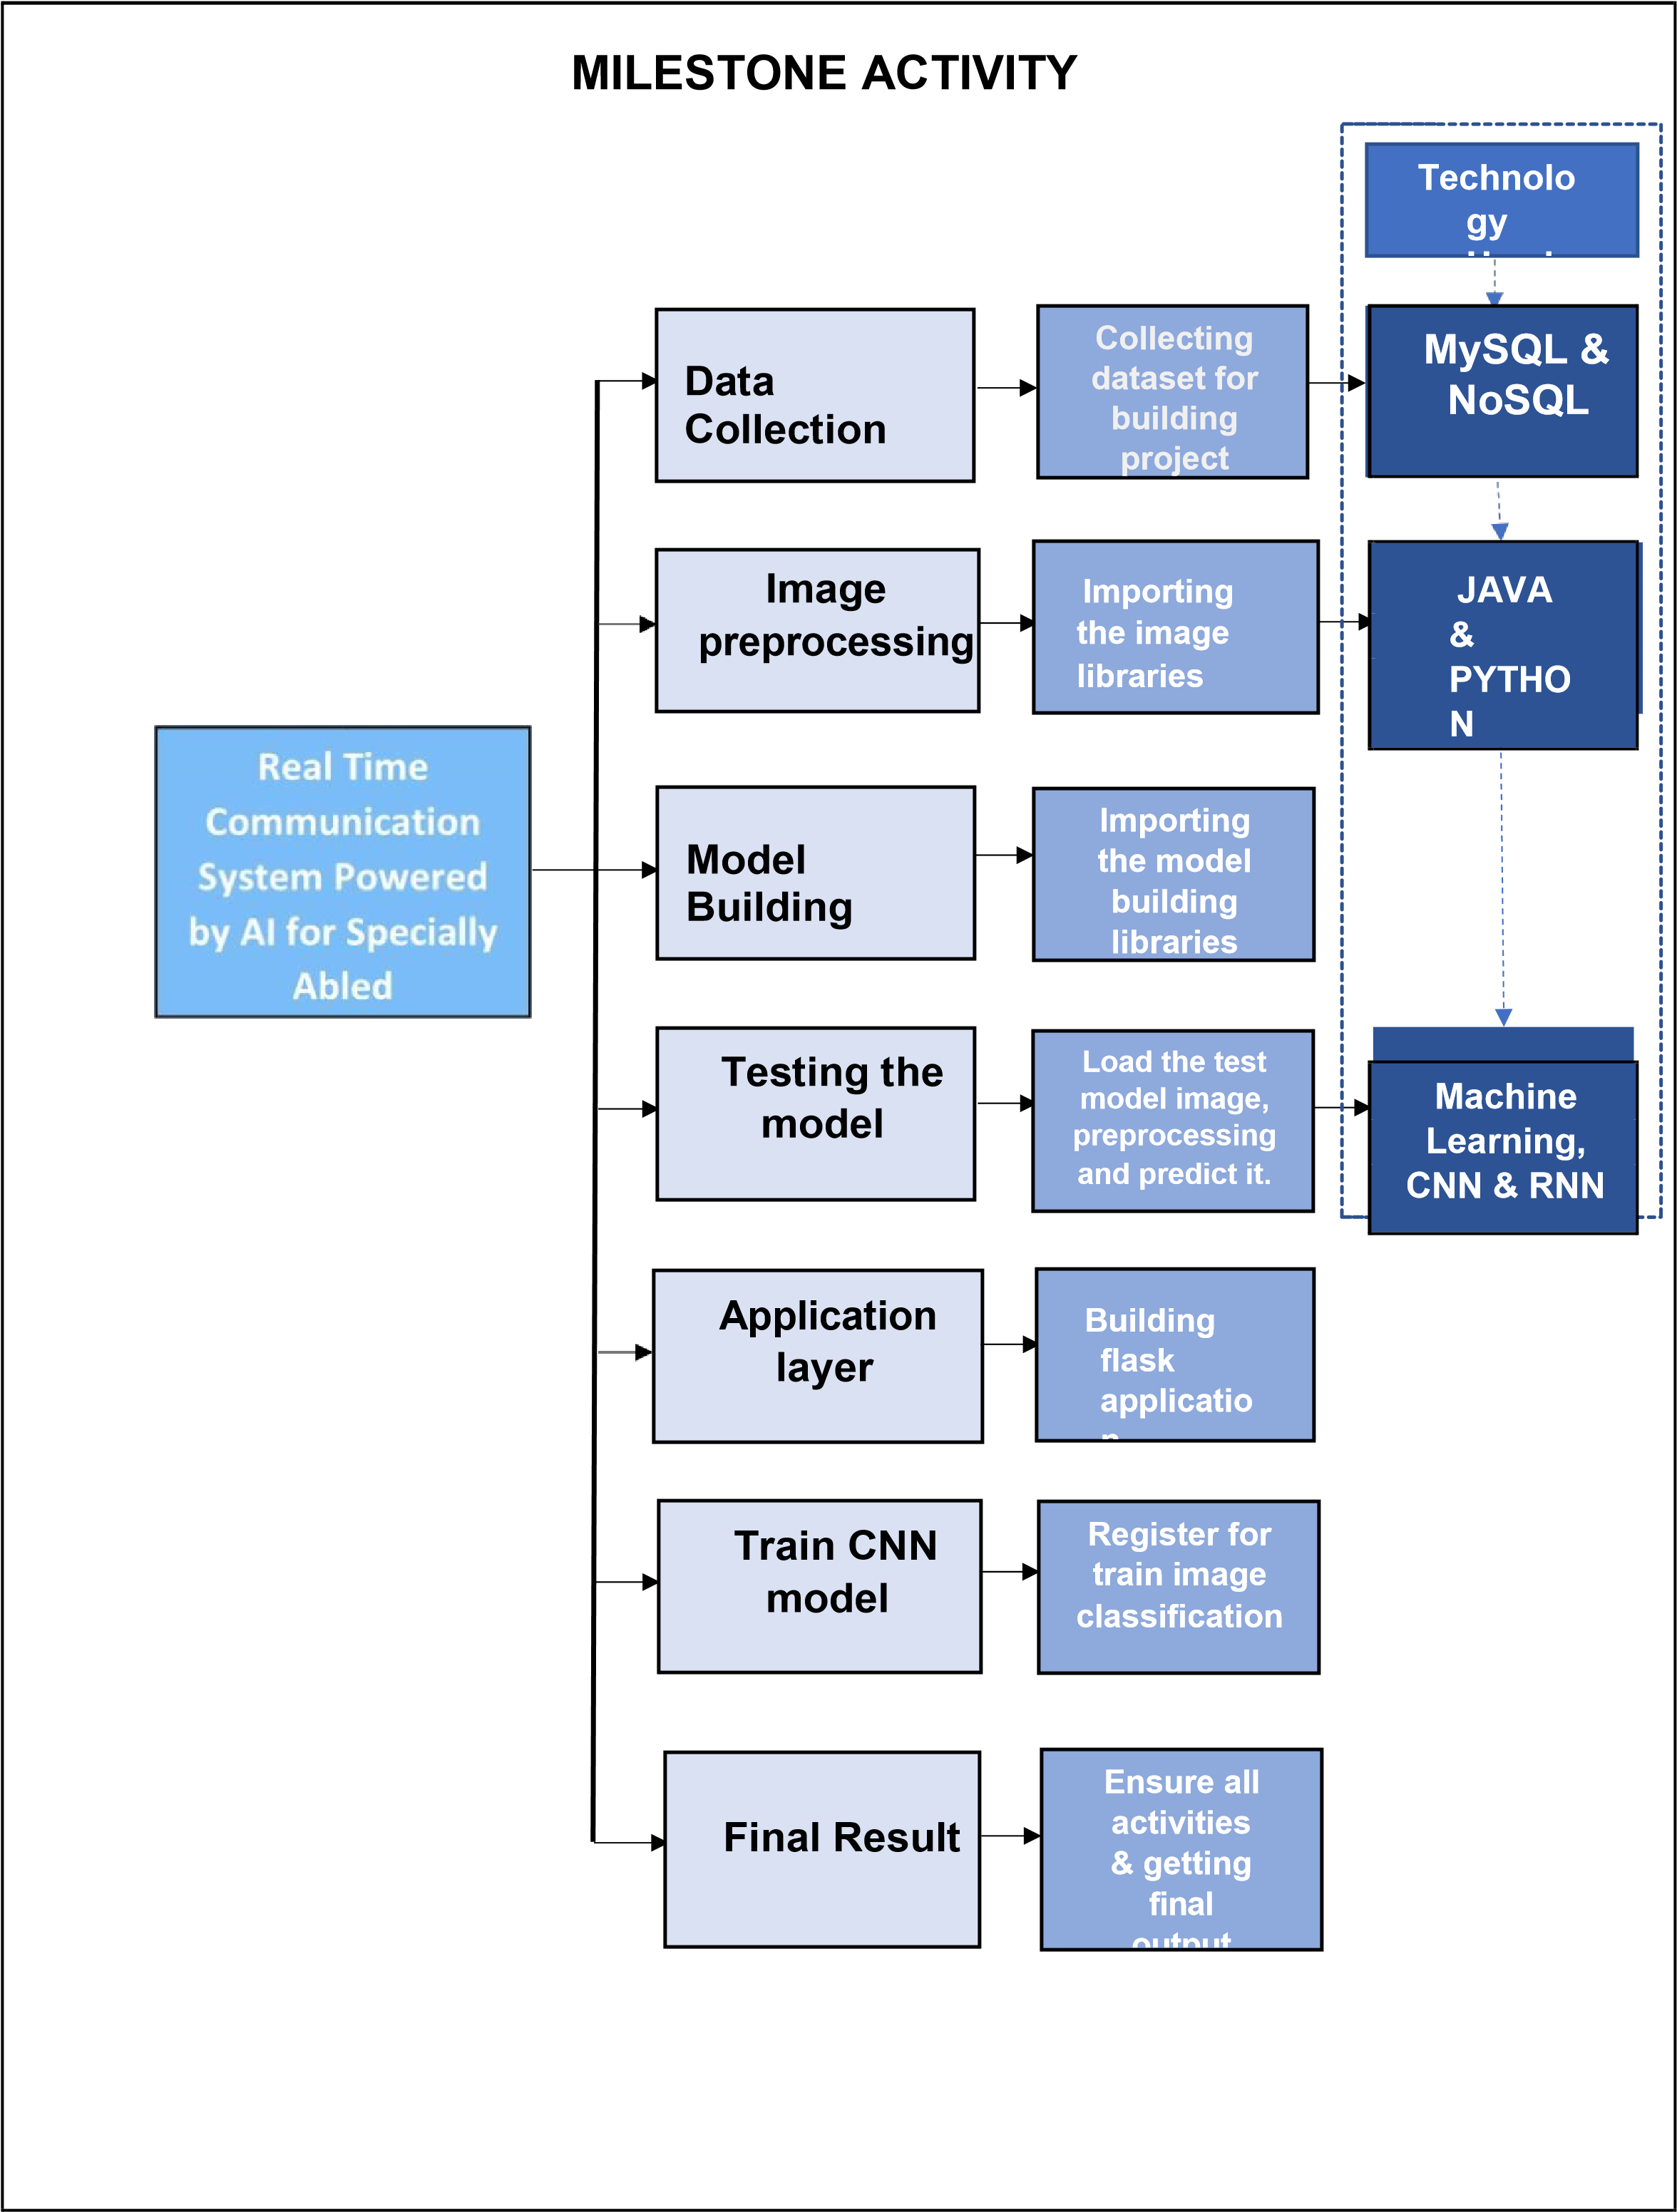 MILESTONE ACTIVITY
Technolo
gy
Data
Collection
Collecting
dataset for
building
project
MySQL &
NoSQL
Image
preprocessing
Importing
the image
libraries
JAVA
&
PYTHO
N
Real Time
Communication
System Powered
by AI for Specially
Abled
Model
Building
Importing
the model
building
libraries
Testing the
model
Load the test
model image,
preprocessing
and predict it.
Machine
Learning,
CNN & RNN
Application
layer
Building
flask
applicatio
n
Train CNN
model
Register for
train image
classification
Final Result
Ensure all
activities
& getting
final
output